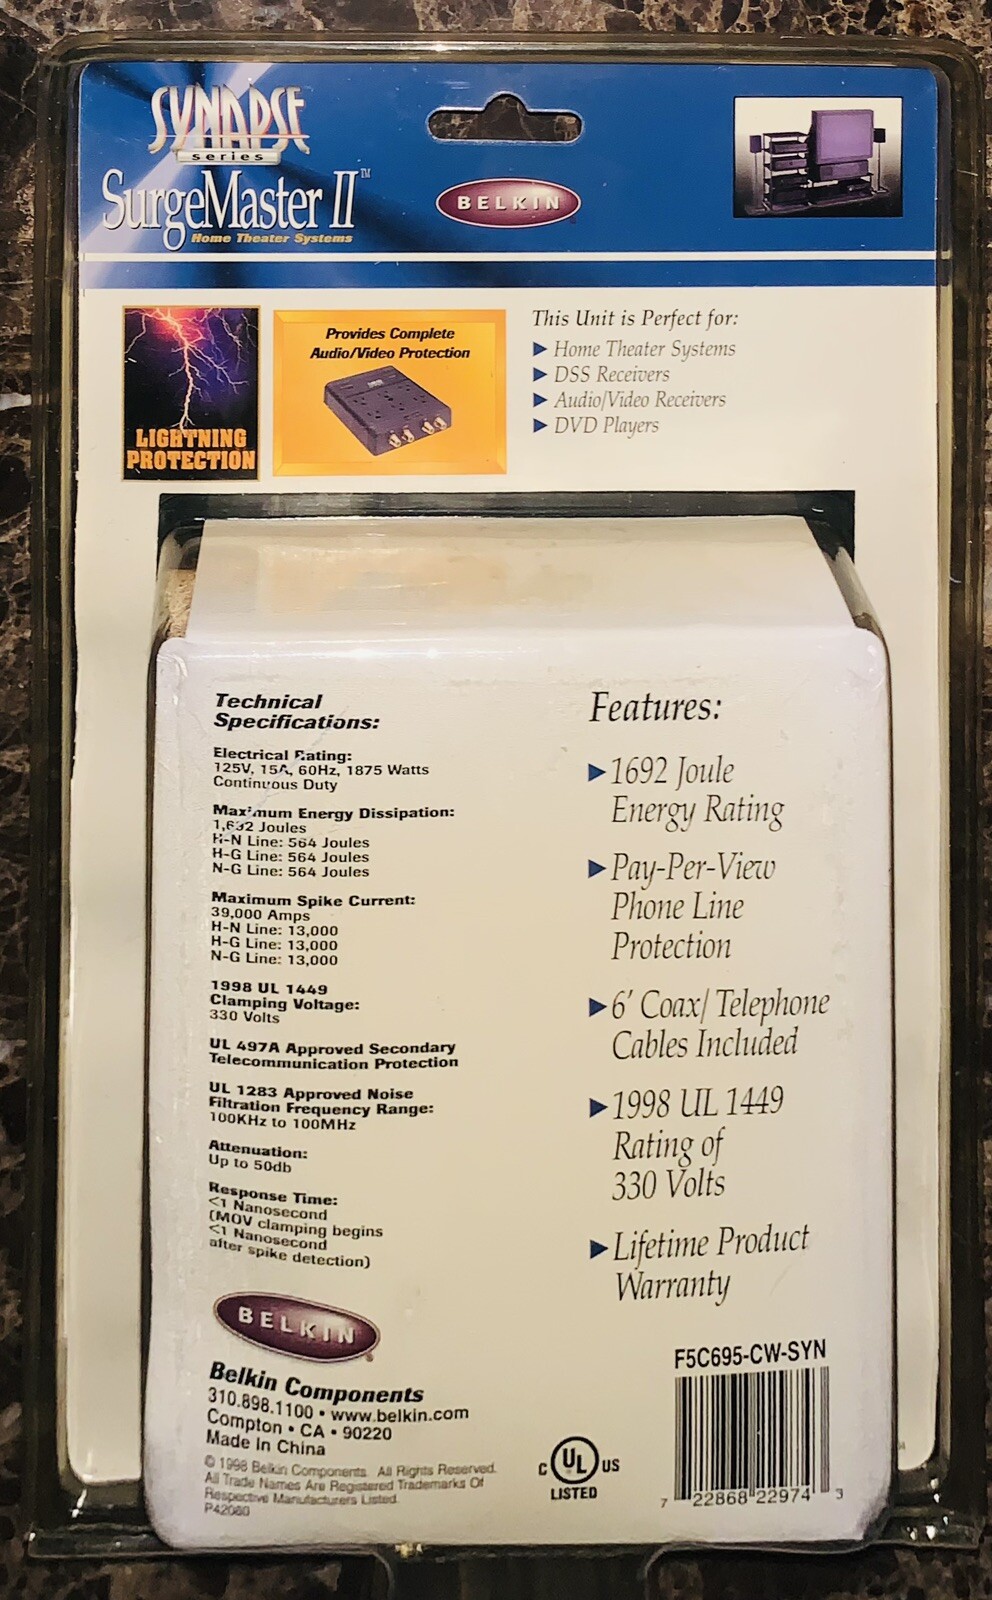 SYNAPSE
series
SurgeMaster II™
Home Theater Systems
BELKIN
LIGHTNING
PROTECTION
Provides Complete
Audio/Video Protection
This Unit is Perfect for:
▶ Home Theater Systems
▶ DSS Receivers
▶ Audio/Video Receivers
▶ DVD Players
Technical
Specifications:
Electrical Rating:
125V, 15A, 60Hz, 1875 Watts
Continuous Duty
Maximum Energy Dissipation:
1,692 Joules
H-N Line: 564 Joules
H-G Line: 564 Joules
N-G Line: 564 Joules
Maximum Spike Current:
39,000 Amps
H-N Line: 13,000
H-G Line: 13,000
N-G Line: 13,000
1998 UL 1449
Clamping Voltage:
330 Volts
UL 497A Approved Secondary
Telecommunication Protection
UL 1283 Approved Noise
Filtration Frequency Range:
100KHz to 100MHz
Attenuation:
Up to 50db
Response Time:
<1 Nanosecond
(MOV clamping begins
<1 Nanosecond
after spike detection)
Features:
▶ 1692 Joule
Energy Rating
▶ Pay-Per-View
Phone Line
Protection
▶ 6' Coax/Telephone
Cables Included
▶ 1998 UL 1449
Rating of
330 Volts
▶ Lifetime Product
Warranty
BELKIN®
Belkin Components
310.898.1100 • www.belkin.com
Compton • CA • 90220
Made In China
© 1998 Belkin Components. All Rights Reserved.
All Trade Names Are Registered Trademarks Of
Respective Manufacturers Listed.
P42080
C UL US
LISTED
F5C695-CW-SYN
7 22868 22974 3